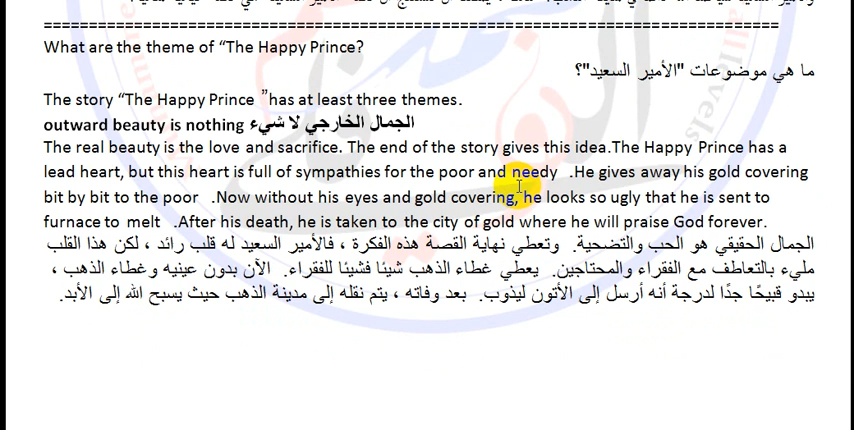 ===========================================================================
What are the theme of “The Happy Prince?
ما هي موضوعات "الأمير السعيد"؟
The story “The Happy Prince ”has at least three themes.
outward beauty is nothing الجمال الخارجي لا شيء
The real beauty is the love and sacrifice. The end of the story gives this idea.The Happy Prince has a
lead heart, but this heart is full of sympathies for the poor and needy .He gives away his gold covering
bit by bit to the poor .Now without his eyes and gold covering, he looks so ugly that he is sent to
furnace to melt .After his death, he is taken to the city of gold where he will praise God forever.
الجمال الحقيقي هو الحب والتضحية. وتعطي نهاية القصة هذه الفكرة ، فالأمير السعيد له قلب رائد ، لكن هذا القلب
مليء بالتعاطف مع الفقراء والمحتاجين. يعطي غطاء الذهب شيئًا فشيئًا للفقراء. الآن بدون عينيه وغطاء الذهب ،
يبدو قبيحًا جدًا لدرجة أنه أرسل إلى الأتون ليذوب. بعد وفاته ، يتم نقله إلى مدينة الذهب حيث يسبح الله إلى الأبد.